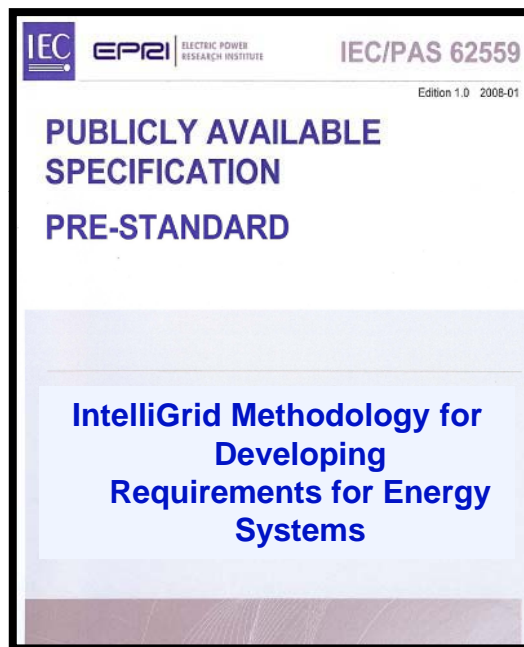 IEC
EPRI
ELECTRIC POWER
RESEARCH INSTITUTE
IEC/PAS 62559
Edition 1.0 2008-01
PUBLICLY AVAILABLE
SPECIFICATION
PRE-STANDARD
IntelliGrid Methodology for
Developing
Requirements for Energy
Systems